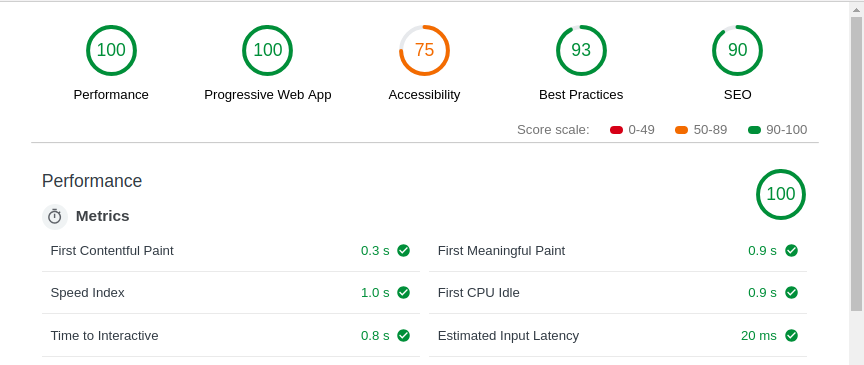 100 100 75 93 90
Performance Progressive Web App Accessibility Best Practices SEO
Score scale: 0-49 50-89 90-100
Performance 100
Metrics
First Contentful Paint 0.3 s First Meaningful Paint 0.9 s
Speed Index 1.0 s First CPU Idle 0.9 s
Time to Interactive 0.8 s Estimated Input Latency 20 ms